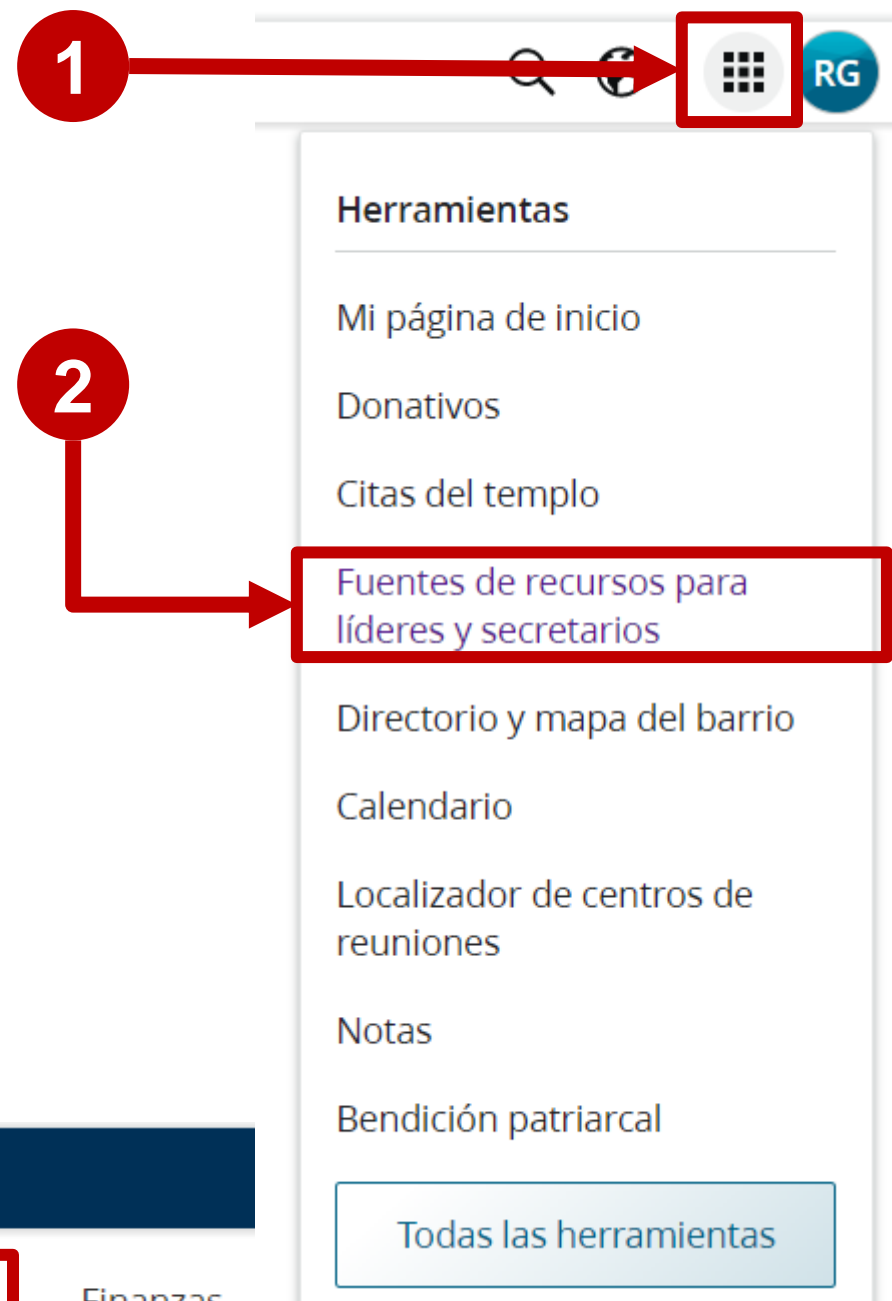 1
RG
Herramientas
Mi página de inicio
2
Donativos
Citas del templo
Fuentes de recursos para
líderes y secretarios
Directorio y mapa del barrio
Calendario
Localizador de centros de
reuniones
Notas
Bendición patriarcal
Todas las herramientas
Finanzas